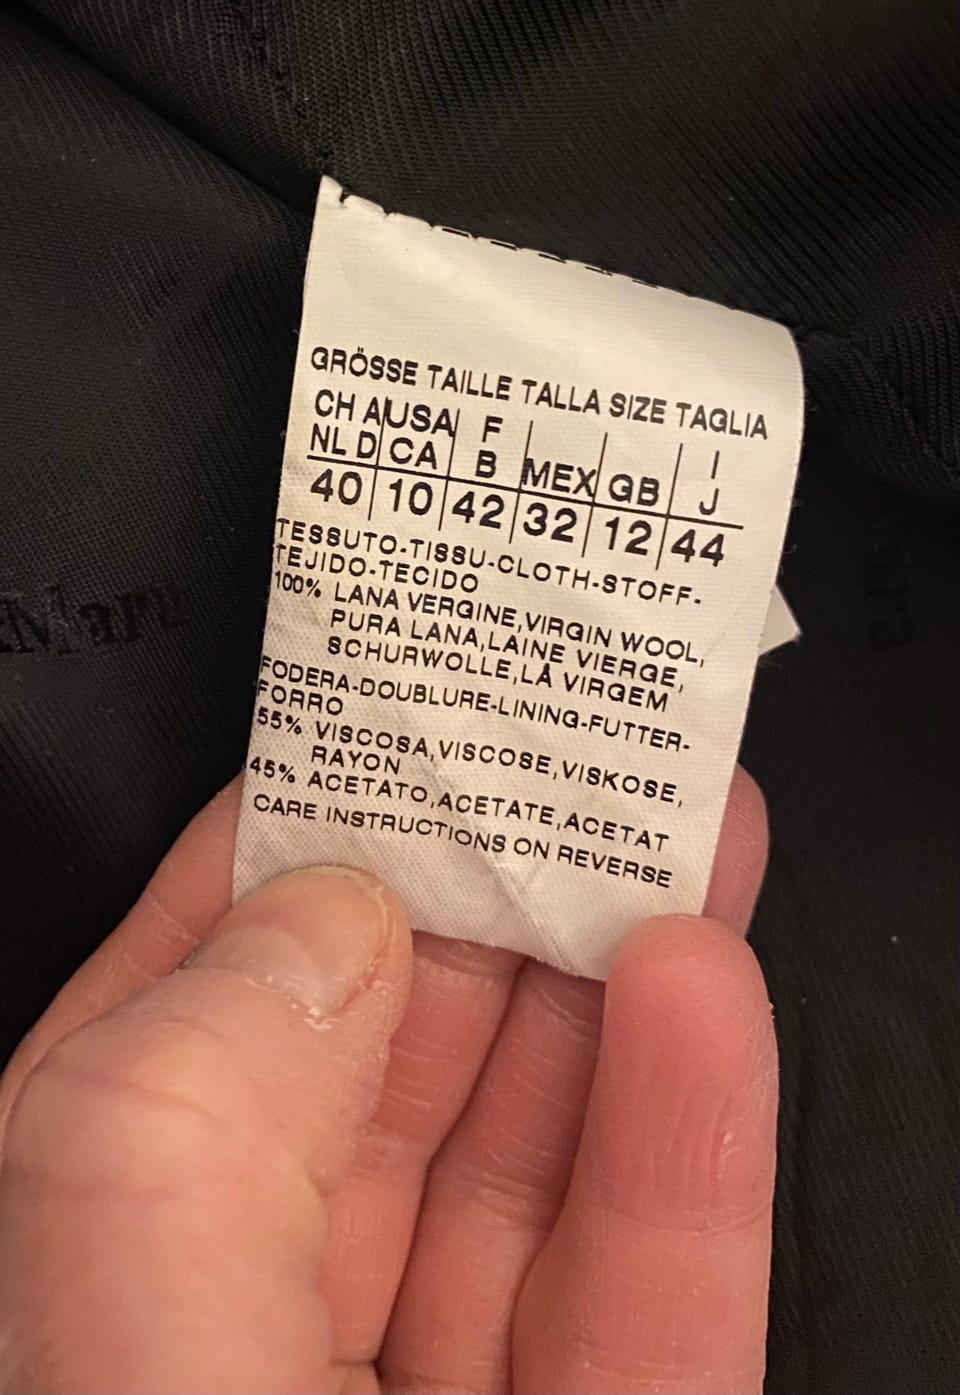 GRÖSSE TAILLE TALLA SIZE TAGLIA
CH A USA F I
NL D CA B MEX GB J
40 10 42 32 12 44
TESSUTO-TISSU-CLOTH-STOFF-
TEJIDO-TECIDO
100% LANA VERGINE,VIRGIN WOOL,
PURA LANA,LAINE VIERGE,
SCHURWOLLE,LÃ VIRGEM
FODERA-DOUBLURE-LINING-FUTTER-
FORRO
55% VISCOSA,VISCOSE,VISKOSE,
RAYON
45% ACETATO,ACETATE,ACETAT
CARE INSTRUCTIONS ON REVERSE